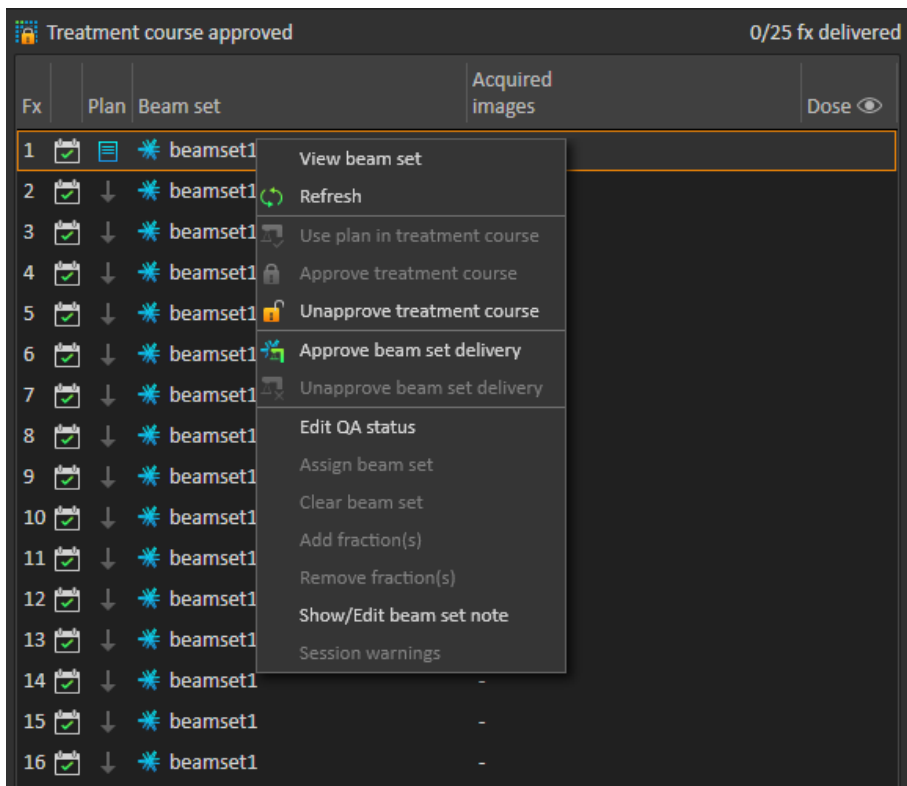 Treatment course approved 0/25 fx delivered
Fx Plan Beam set Acquired images Dose
1 beamset1
2 beamset1
3 beamset1
4 beamset1
5 beamset1
6 beamset1
7 beamset1
8 beamset1
9 beamset1
10 beamset1
11 beamset1
12 beamset1
13 beamset1
14 beamset1 -
15 beamset1 -
16 beamset1 -
View beam set
Refresh
Use plan in treatment course
Approve treatment course
Unapprove treatment course
Approve beam set delivery
Unapprove beam set delivery
Edit QA status
Assign beam set
Clear beam set
Add fraction(s)
Remove fraction(s)
Show/Edit beam set note
Session warnings